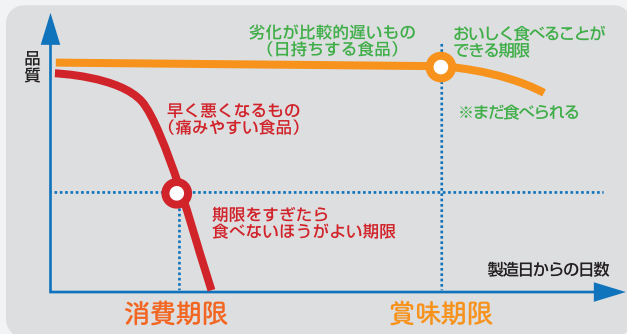 品質
劣化が比較的遅いもの
（日持ちする食品）
おいしく食べることが
できる期限
※まだ食べられる
早く悪くなるもの
（痛みやすい食品）
期限をすぎたら
食べないほうがよい期限
製造日からの日数
消費期限
賞味期限